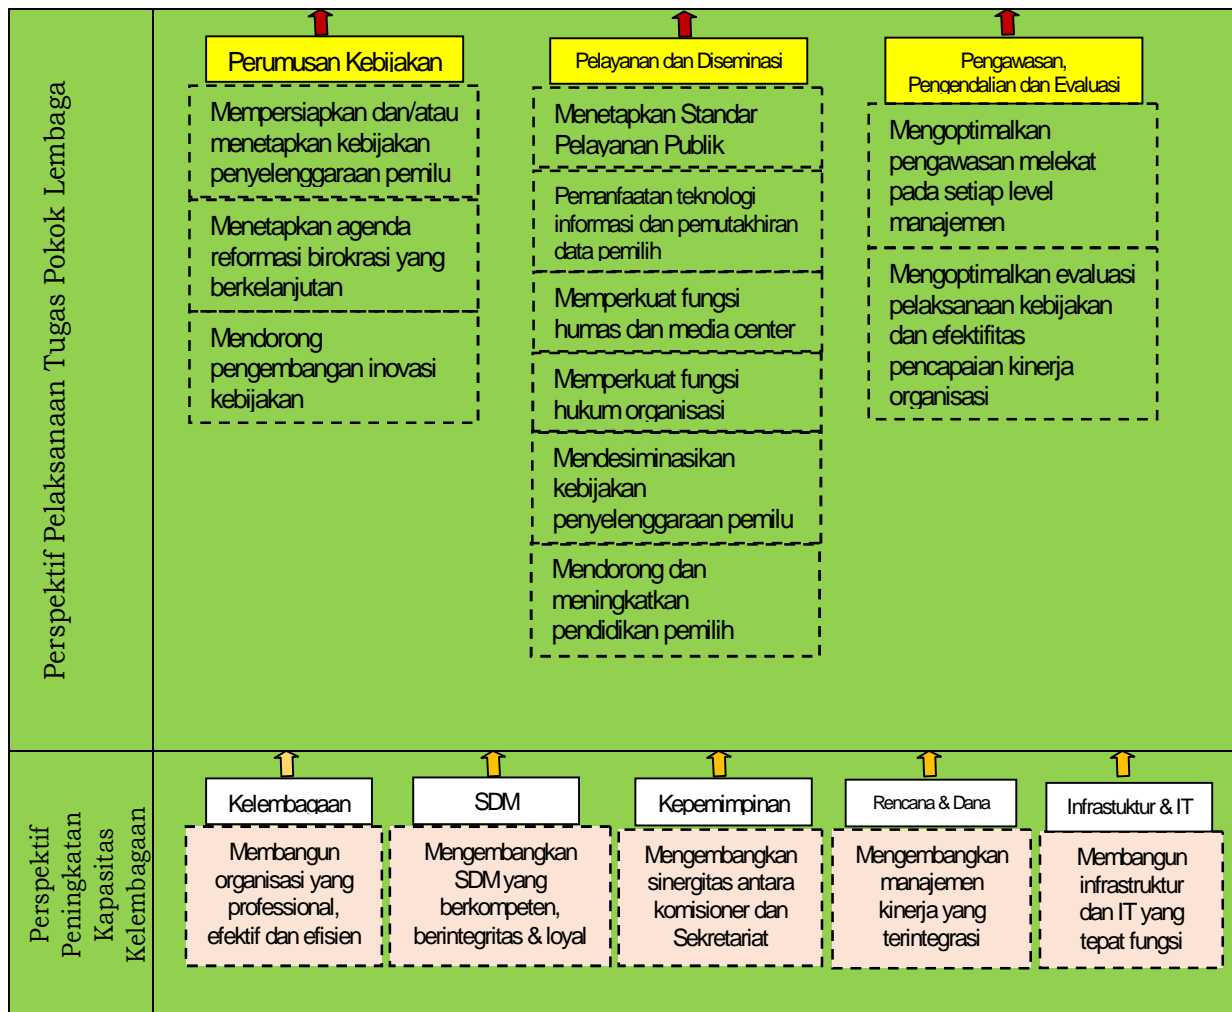 Perspektif Pelaksanaan Tugas Pokok Lembaga
Perumusan Kebijakan
Mempersiapkan dan/atau
menetapkan kebijakan
penyelenggaraan pemilu
Menetapkan agenda
reformasi birokrasi yang
berkelanjutan
Mendorong
pengembangan inovasi
kebijakan
Pelayanan dan Diseminasi
Menetapkan Standar
Pelayanan Publik
Pemanfaatan teknologi
informasi dan pemutakhiran
data pemilih
Memperkuat fungsi
humas dan media center
Memperkuat fungsi
hukum organisasi
Mendesiminasikan
kebijakan
penyelenggaraan pemilu
Mendorong dan
meningkatkan
pendidikan pemilih
Pengawasan,
Pengendalian dan Evaluasi
Mengoptimalkan
pengawasan melekat
pada setiap level
manajemen
Mengoptimalkan evaluasi
pelaksanaan kebijakan
dan efektifitas
pencapaian kinerja
organisasi
Perspektif
Peningkatan
Kapasitas
Kelembagaan
Kelembagaan
Membangun
organisasi yang
professional,
efektif dan efisien
SDM
Mengembangkan
SDM yang
berkompeten,
berintegritas & loyal
Kepemimpinan
Mengembangkan
sinergitas antara
komisioner dan
Sekretariat
Rencana & Dana
Mengembangkan
manajemen
kinerja yang
terintegrasi
Infrastuktur & IT
Membangun
infrastruktur
dan IT yang
tepat fungsi